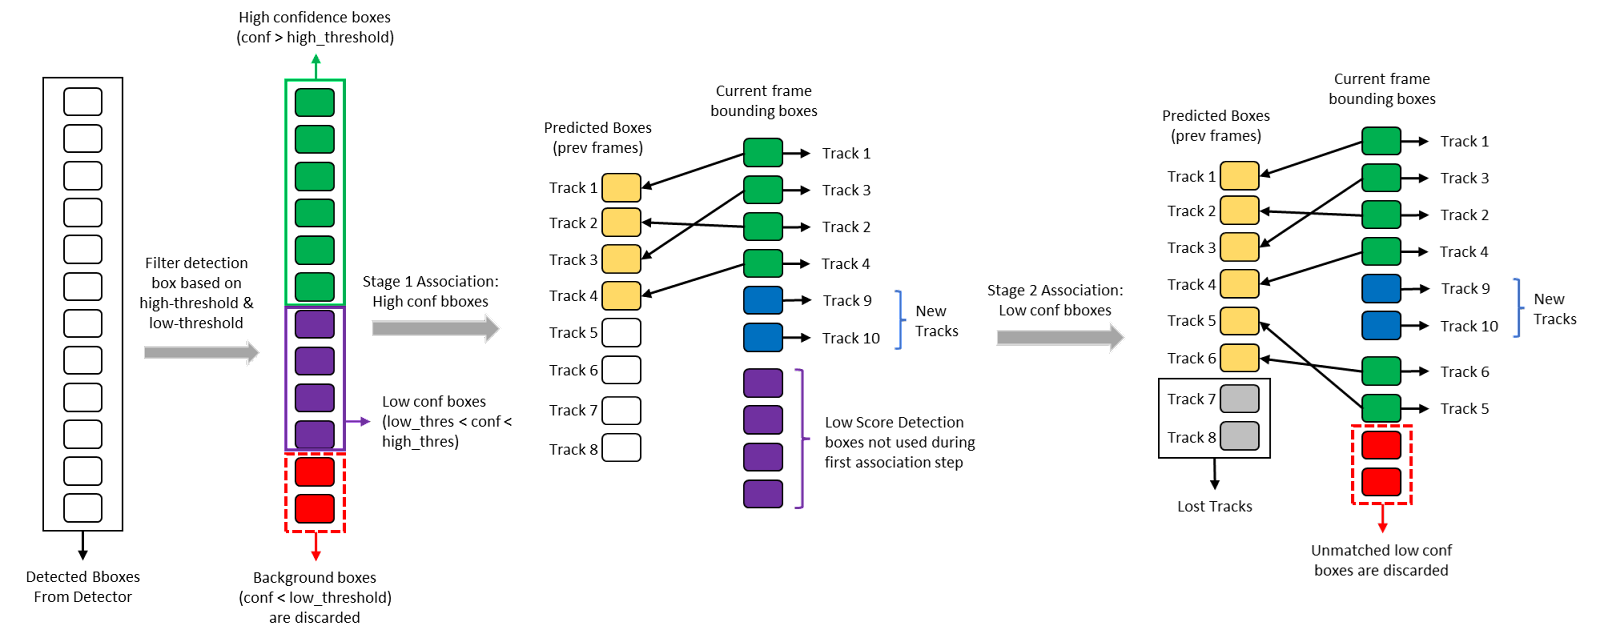 High confidence boxes
(conf > high_threshold)
Detected Bboxes
From Detector
Filter detection
box based on
high-threshold &
low-threshold
Low conf boxes
(low_thres < conf <
high_thres)
Background boxes
(conf < low_threshold)
are discarded
Stage 1 Association:
High conf bboxes
Predicted Boxes
(prev frames)
Track 1
Track 2
Track 3
Track 4
Track 5
Track 6
Track 7
Track 8
Current frame
bounding boxes
Track 1
Track 3
Track 2
Track 4
Track 9
Track 10
New
Tracks
Low Score Detection
boxes not used during
first association step
Stage 2 Association:
Low conf bboxes
Predicted Boxes
(prev frames)
Track 1
Track 2
Track 3
Track 4
Track 5
Track 6
Track 7
Track 8
Lost Tracks
Current frame
bounding boxes
Track 1
Track 3
Track 2
Track 4
Track 9
Track 10
New
Tracks
Track 6
Track 5
Unmatched low conf
boxes are discarded